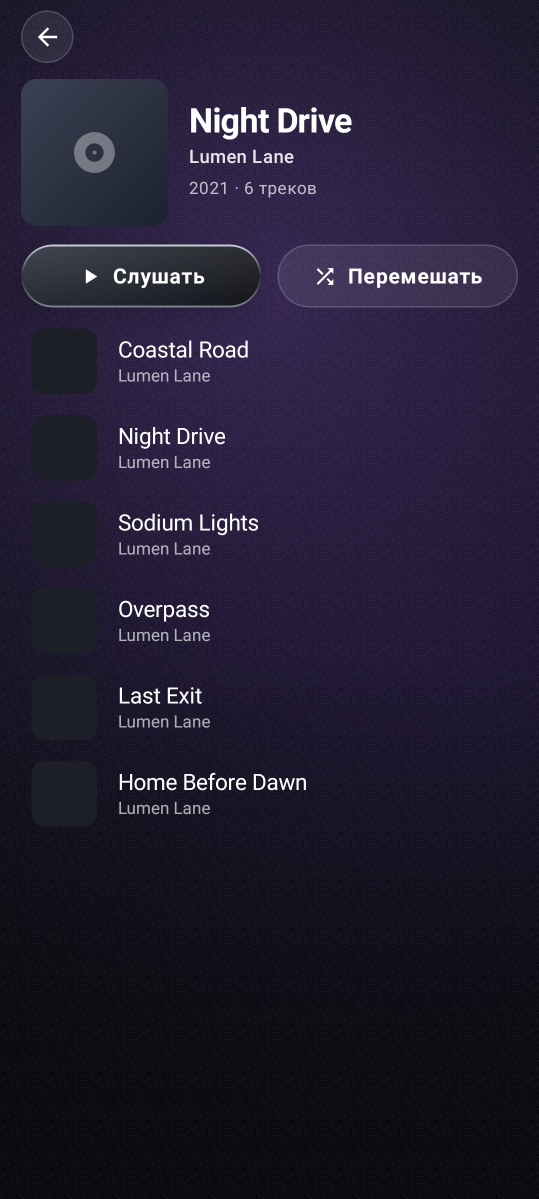 Night Drive
Lumen Lane
2021 · 6 треков
Слушать
Перемешать
Coastal Road
Lumen Lane
Night Drive
Lumen Lane
Sodium Lights
Lumen Lane
Overpass
Lumen Lane
Last Exit
Lumen Lane
Home Before Dawn
Lumen Lane